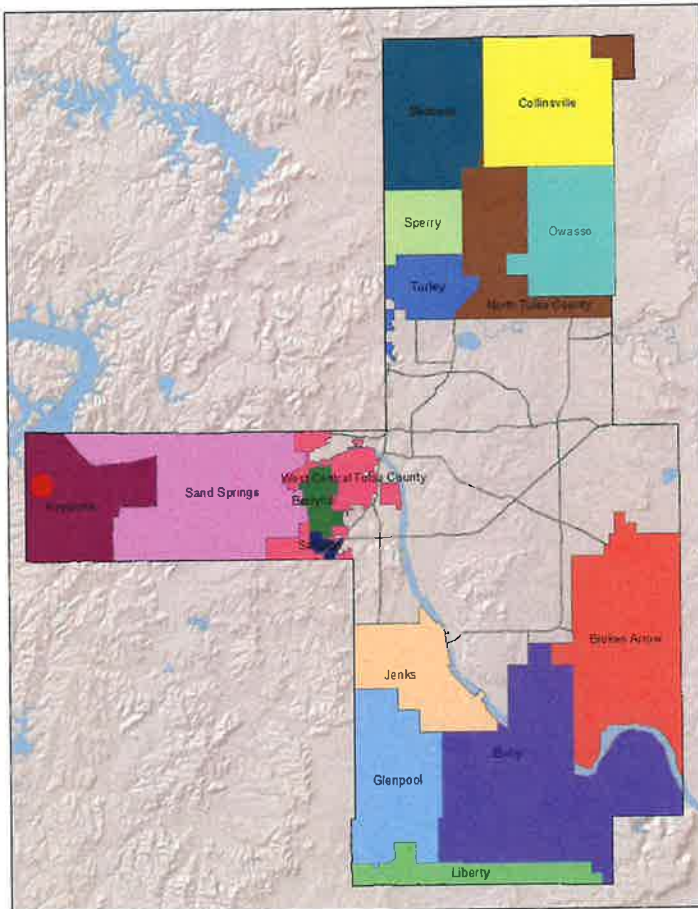 Skiatook
Collinsville
Sperry
Owasso
Turley
North Tulsa County
West Central Tulsa County
Berryhill
Sand Springs
Keystone
Broken Arrow
Jenks
Bixby
Glenpool
Liberty